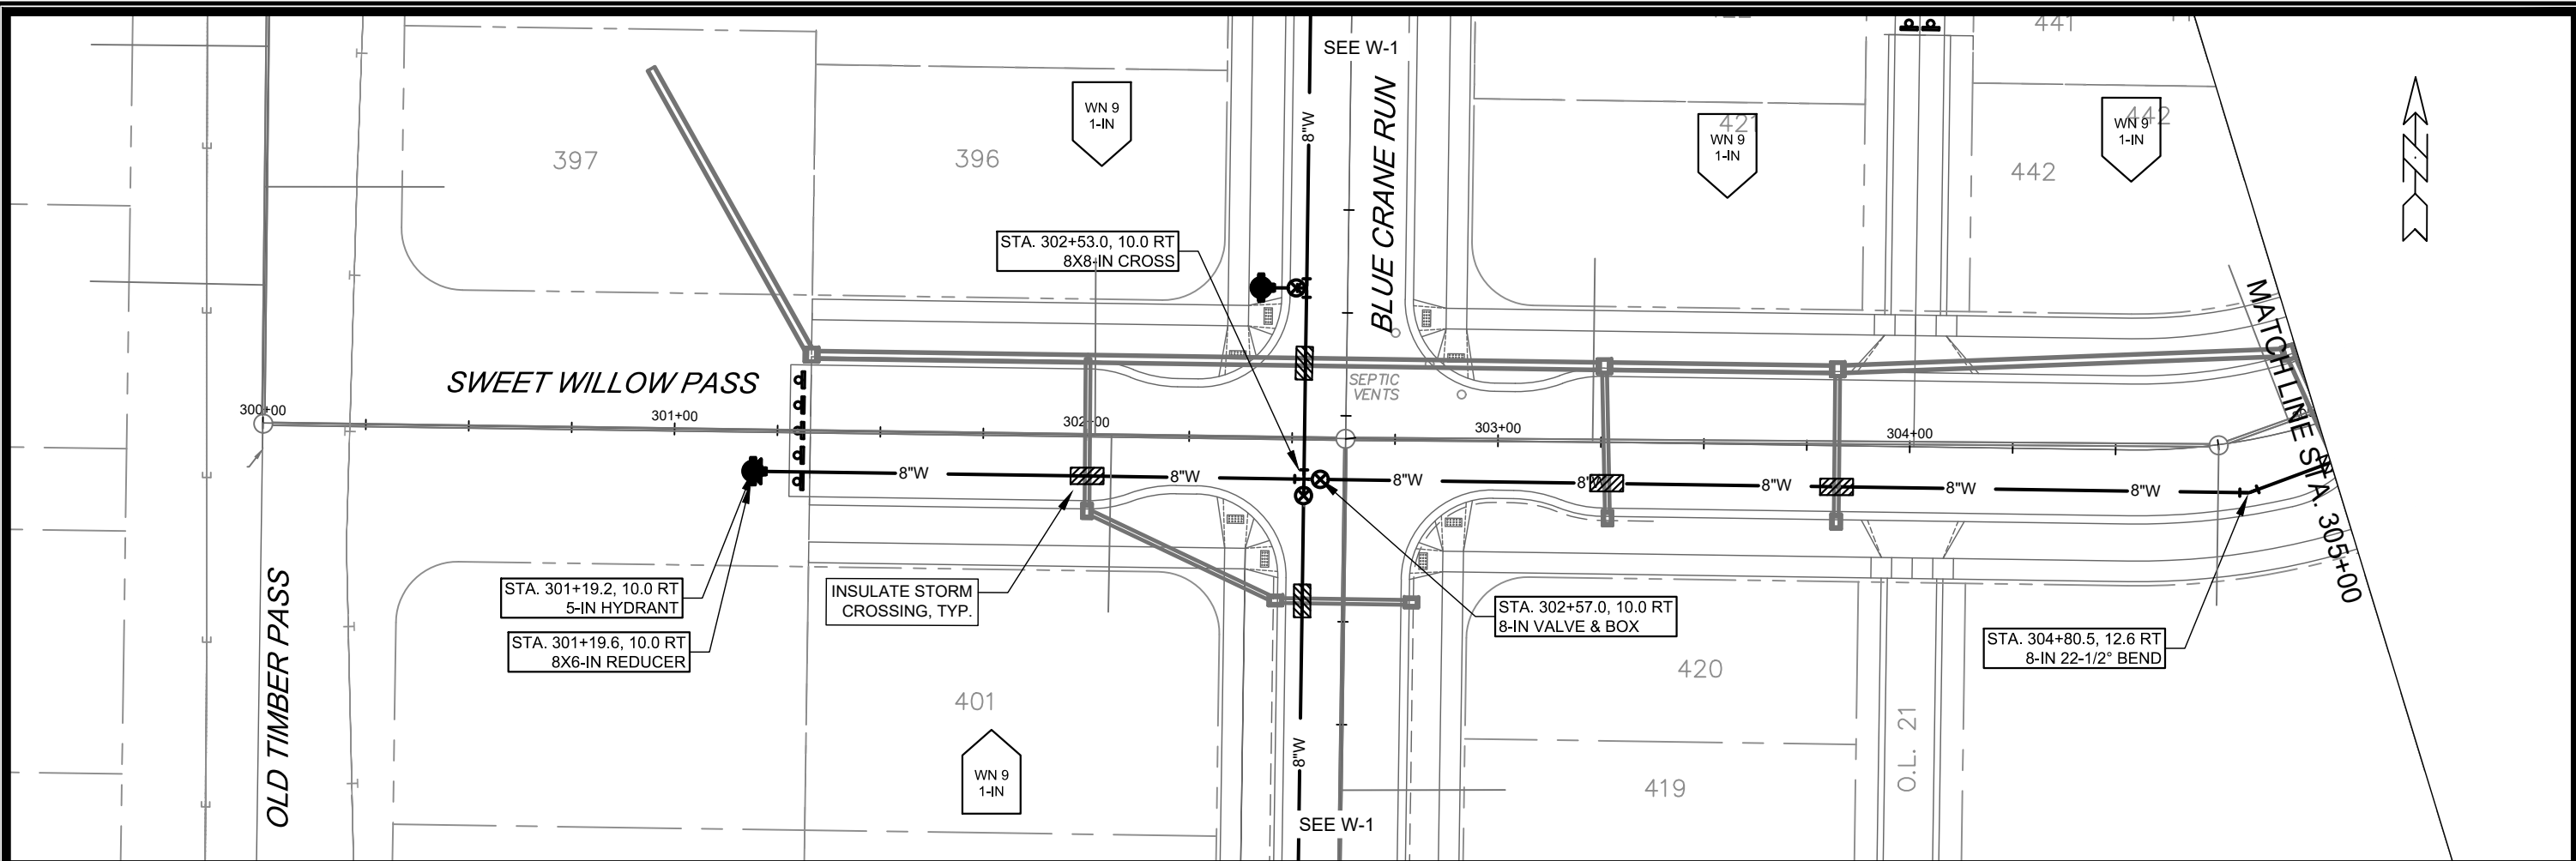 441
SEE W-1
WN 9
1-IN
8"W
BLUE CRANE RUN
421
WN 9
1-IN
442
WN 9
1-IN
397
396
442
STA. 302+53.0, 10.0 RT
8X8-IN CROSS
MATCH LINE STA. 305+00
SWEET WILLOW PASS
SEPTIC
VENTS
300+00
301+00
302+00
303+00
304+00
8"W
8"W
8"W
8"W
8"W
8"W
8"W
OLD TIMBER PASS
STA. 301+19.2, 10.0 RT
5-IN HYDRANT
INSULATE STORM
CROSSING, TYP.
STA. 302+57.0, 10.0 RT
8-IN VALVE & BOX
STA. 301+19.6, 10.0 RT
8X6-IN REDUCER
STA. 304+80.5, 12.6 RT
8-IN 22-1/2° BEND
420
401
O.L. 21
8"W
WN 9
1-IN
419
SEE W-1